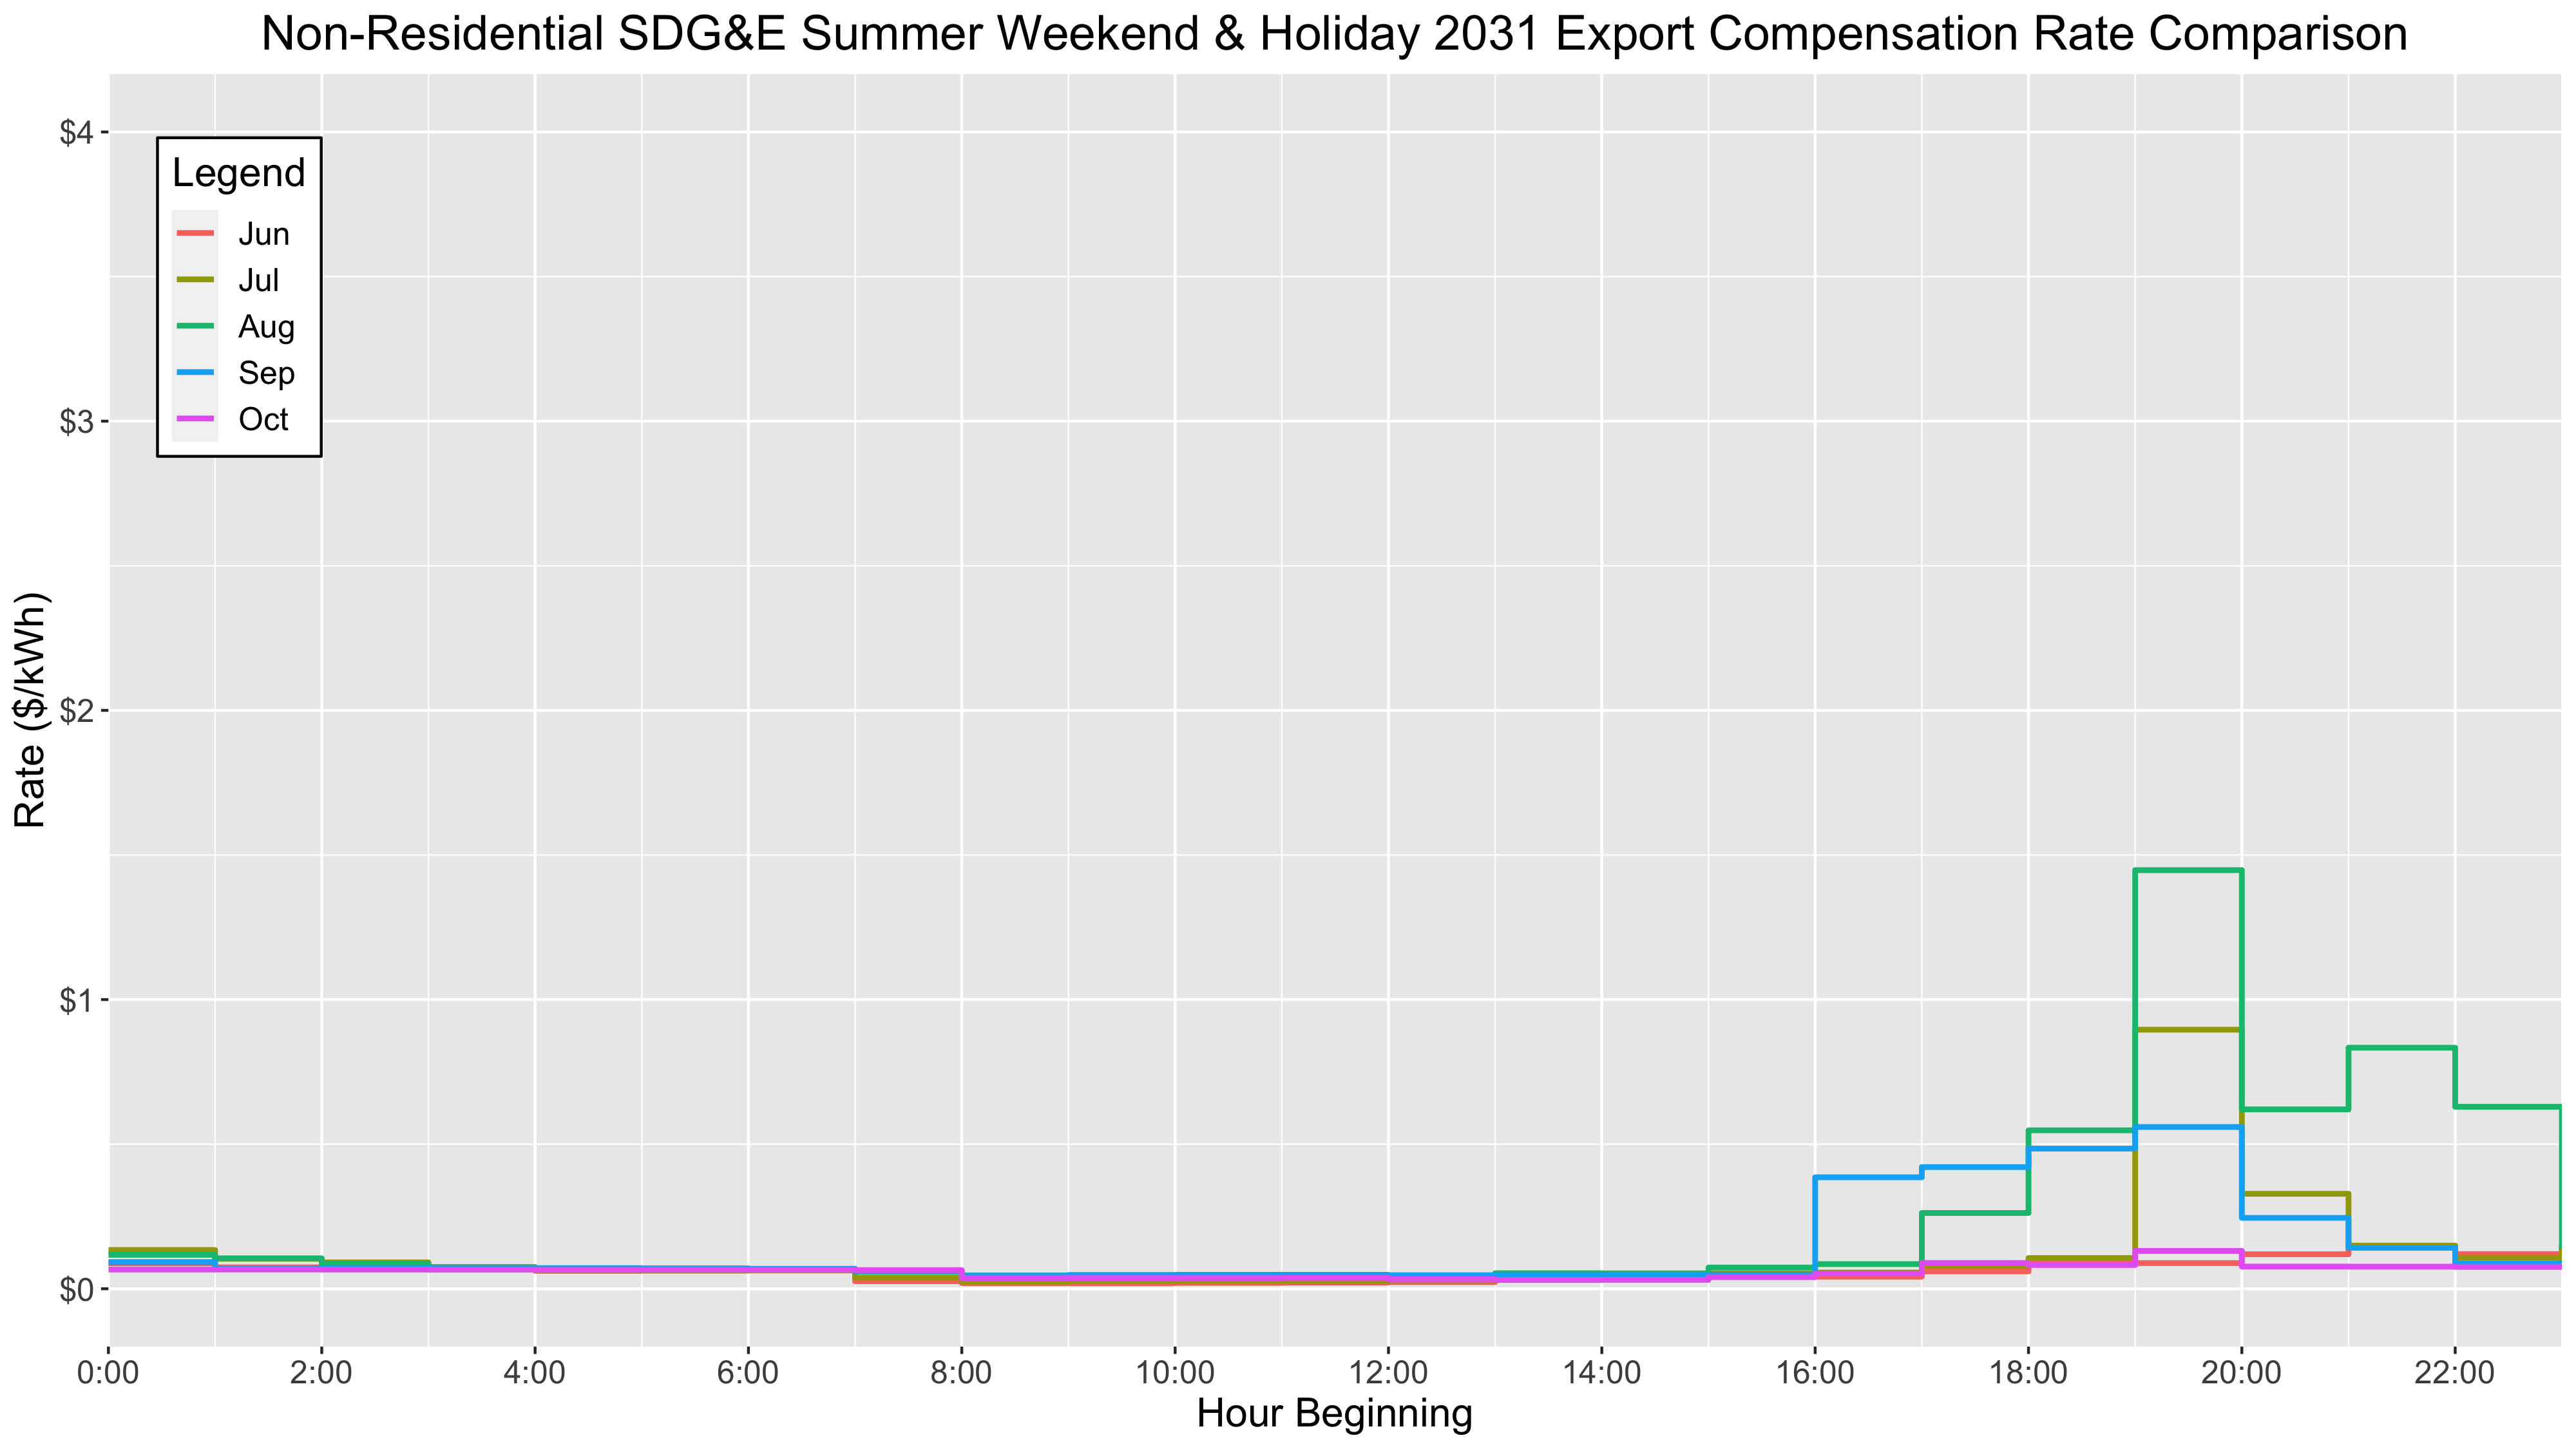 Non-Residential SDG&E Summer Weekend & Holiday 2031 Export Compensation Rate Comparison
$4
Legend
Jun
Jul
Aug
Sep
Oct
$3
Rate ($/kWh)
$2
$1
$0
0:00 2:00 4:00 6:00 8:00 10:00 12:00 14:00 16:00 18:00 20:00 22:00
Hour Beginning